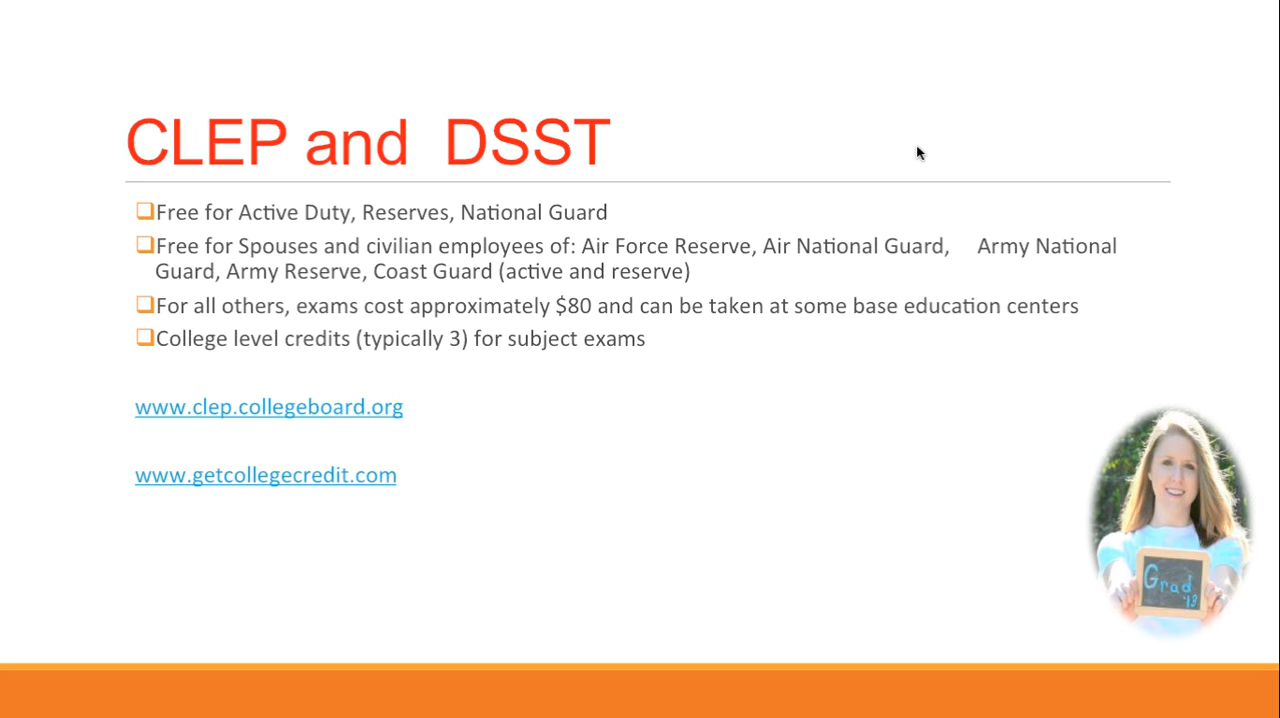 CLEP and DSST
Free for Active Duty, Reserves, National Guard
Free for Spouses and civilian employees of: Air Force Reserve, Air National Guard, Army National
Guard, Army Reserve, Coast Guard (active and reserve)
For all others, exams cost approximately $80 and can be taken at some base education centers
College level credits (typically 3) for subject exams
www.clep.collegeboard.org
www.getcollegecredit.com
Grad
'13